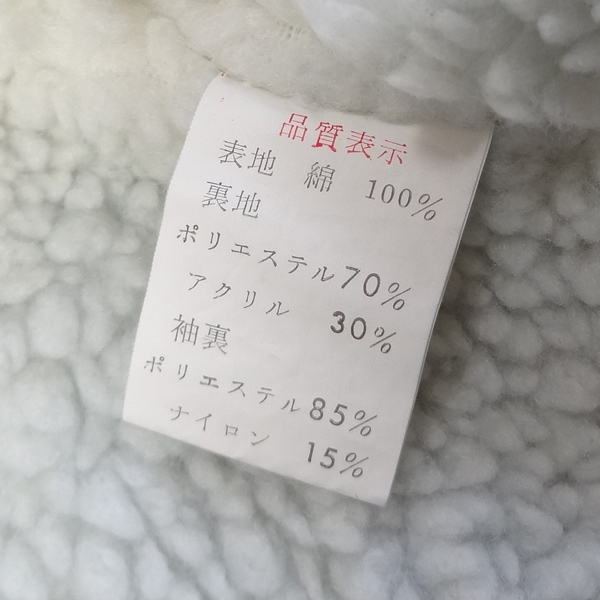 品質表示
表地 綿 100%
裏地
ポリエステル70%
アクリル 30%
袖裏
ポリエステル85%
ナイロン 15%